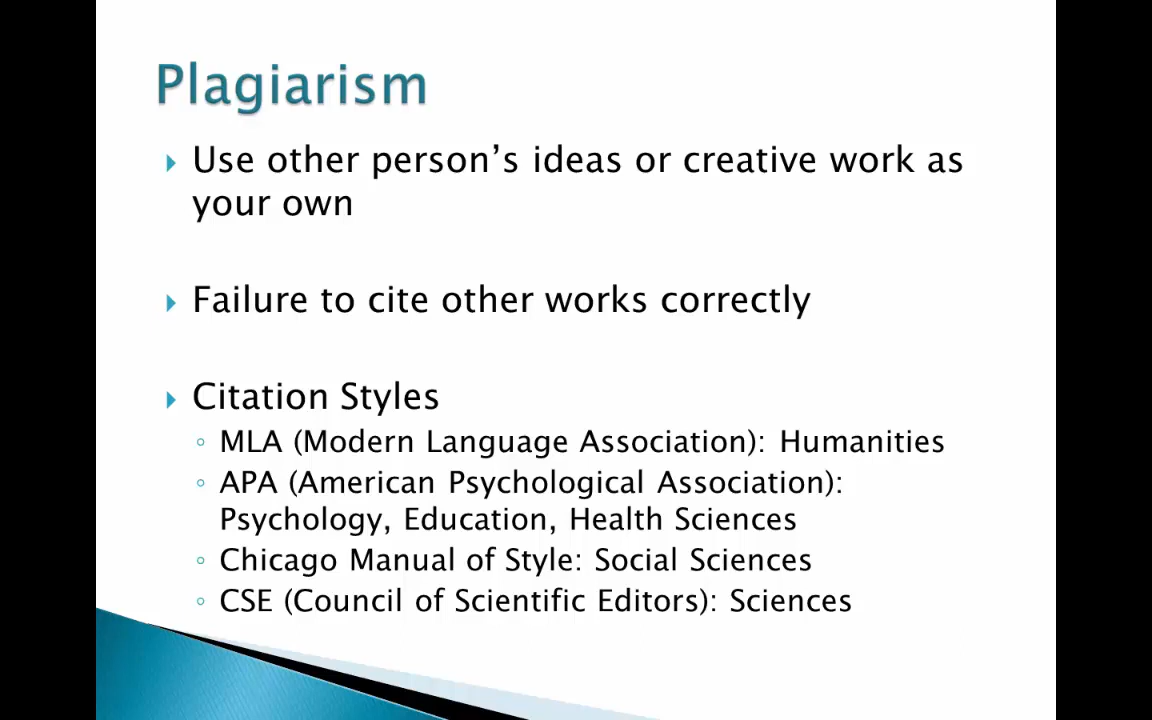 Plagiarism
Use other person’s ideas or creative work as
your own
Failure to cite other works correctly
Citation Styles
MLA (Modern Language Association): Humanities
APA (American Psychological Association):
Psychology, Education, Health Sciences
Chicago Manual of Style: Social Sciences
CSE (Council of Scientific Editors): Sciences